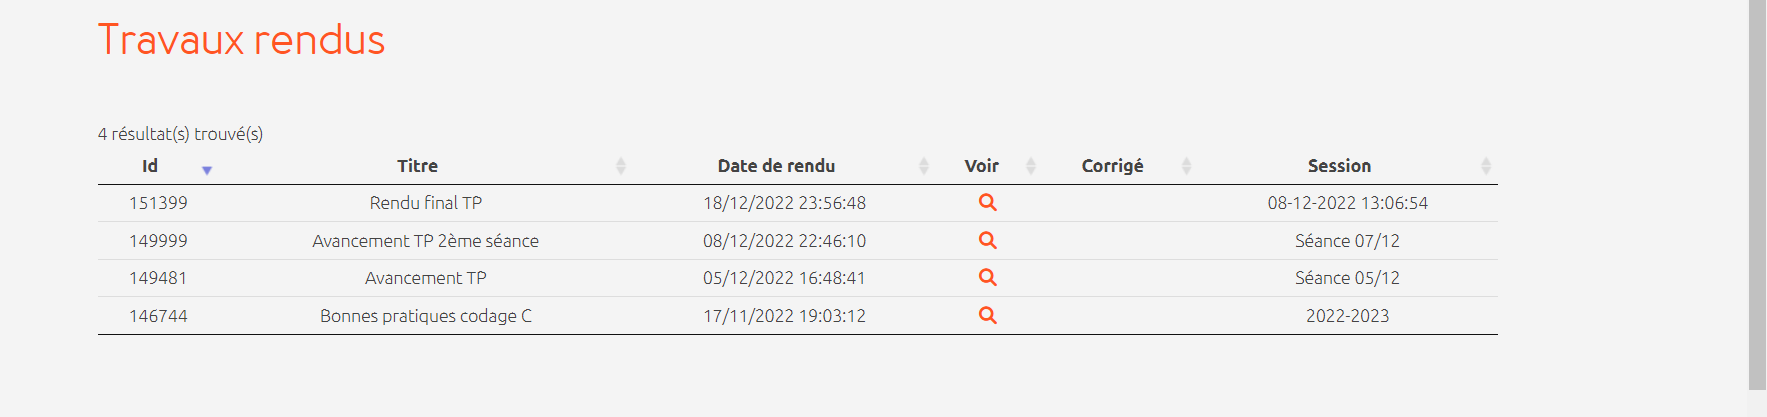 Travaux rendus
4 résultat(s) trouvé(s)
Id Titre Date de rendu Voir Corrigé Session
151399 Rendu final TP 18/12/2022 23:56:48 08-12-2022 13:06:54
149999 Avancement TP 2ème séance 08/12/2022 22:46:10 Séance 07/12
149481 Avancement TP 05/12/2022 16:48:41 Séance 05/12
146744 Bonnes pratiques codage C 17/11/2022 19:03:12 2022-2023